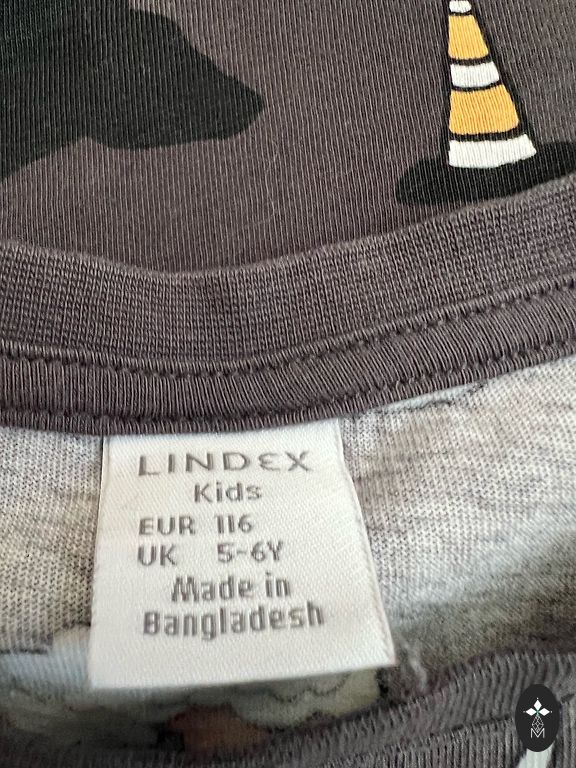 LINDEX
Kids
EUR 116
UK 5-6Y
Made in
Bangladesh
M